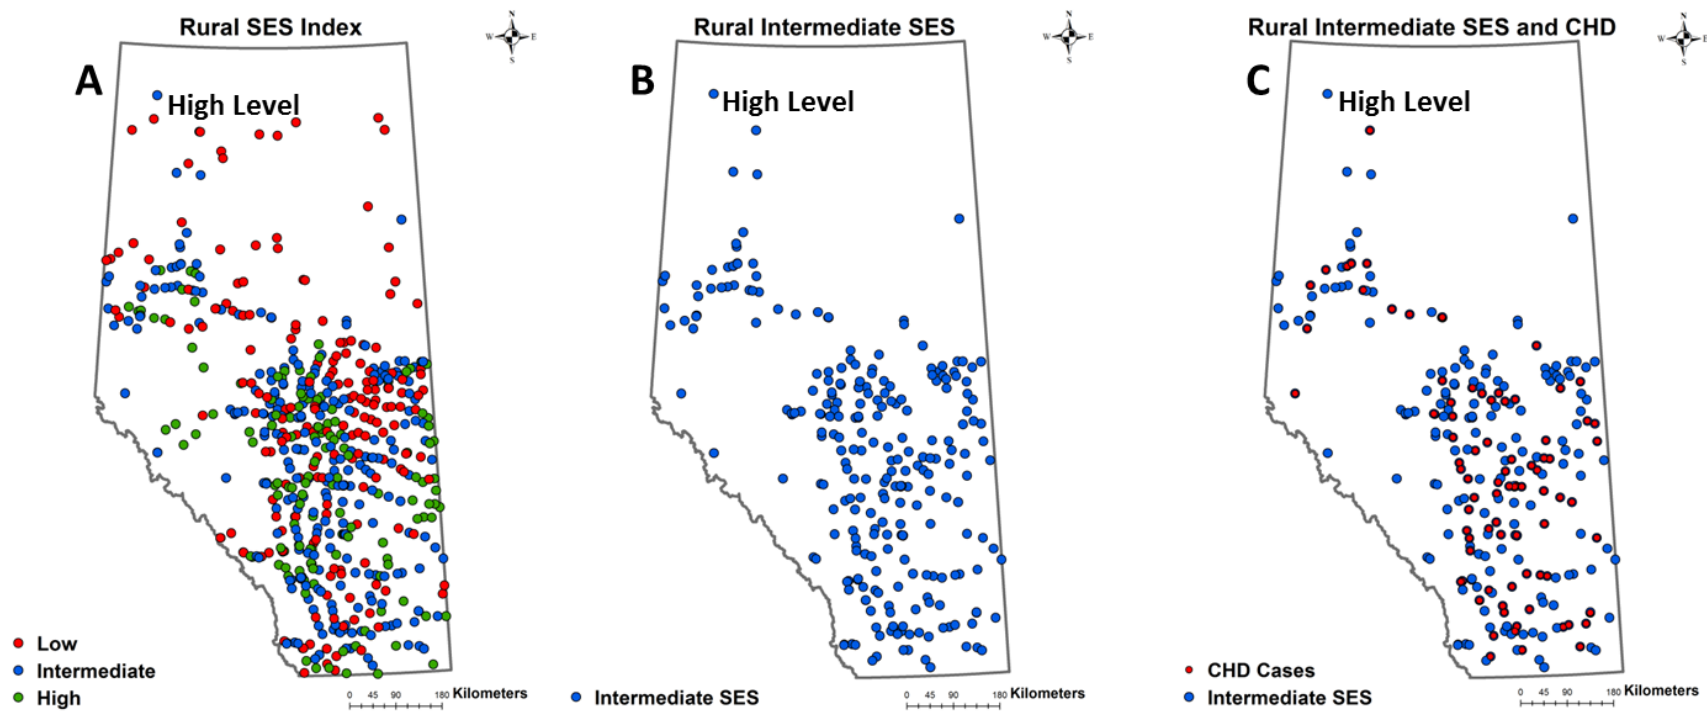 Rural SES Index
N
W E
S
A
High Level
Low
Intermediate
High
0 45 90 180 Kilometers
Rural Intermediate SES
N
W E
S
B
High Level
Intermediate SES
0 45 90 180 Kilometers
Rural Intermediate SES and CHD
N
W E
S
C
High Level
CHD Cases
Intermediate SES
0 45 90 180 Kilometers